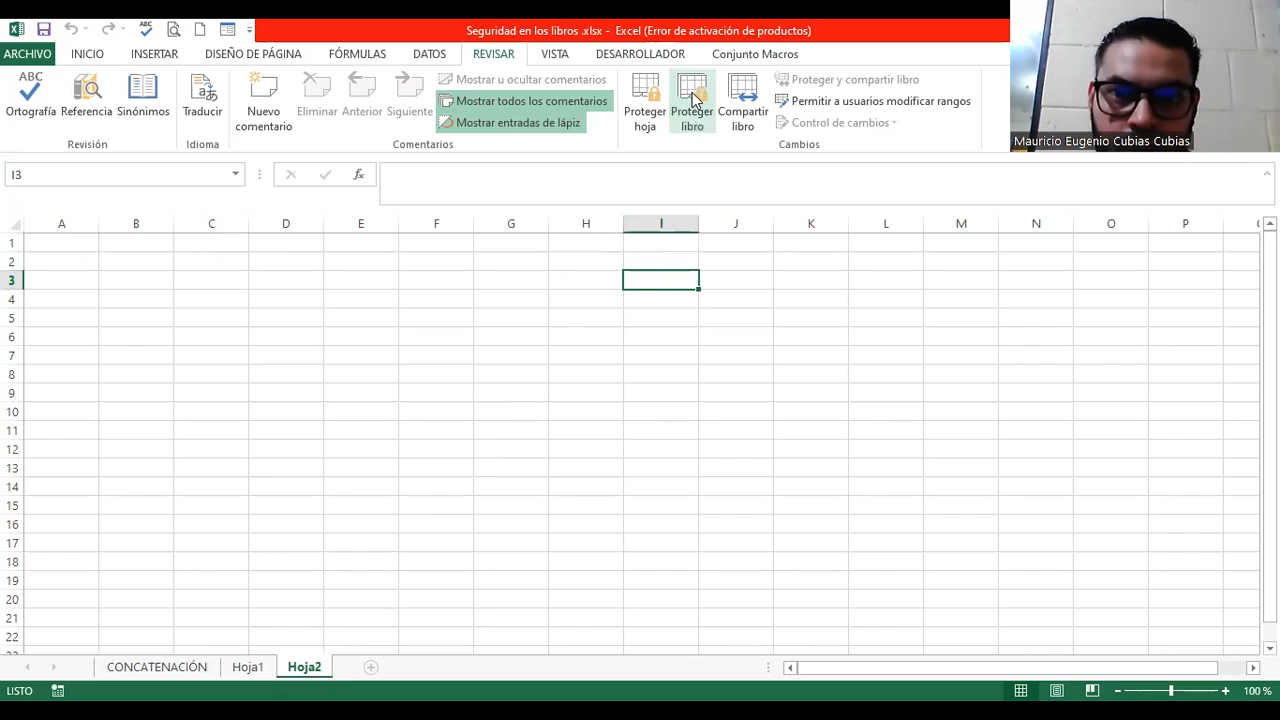 Seguridad en los libros .xlsx - Excel (Error de activación de productos)
ARCHIVO INICIO INSERTAR DISEÑO DE PÁGINA FÓRMULAS DATOS REVISAR VISTA DESARROLLADOR Conjunto Macros
ABC
Ortografía Referencia Sinónimos
Revisión
Traducir
Idioma
Nuevo comentario
Eliminar Anterior Siguiente
Mostrar u ocultar comentarios
Mostrar todos los comentarios
Mostrar entradas de lápiz
Comentarios
Proteger hoja
Proteger libro
Compartir libro
Proteger y compartir libro
Permitir a usuarios modificar rangos
Control de cambios
Cambios
Mauricio Eugenio Cubias Cubias
I3
fx
A B C D E F G H I J K L M N O P
1
2
3
4
5
6
7
8
9
10
11
12
13
14
15
16
17
18
19
20
21
22
CONCATENACIÓN Hoja1 Hoja2
LISTO
100 %